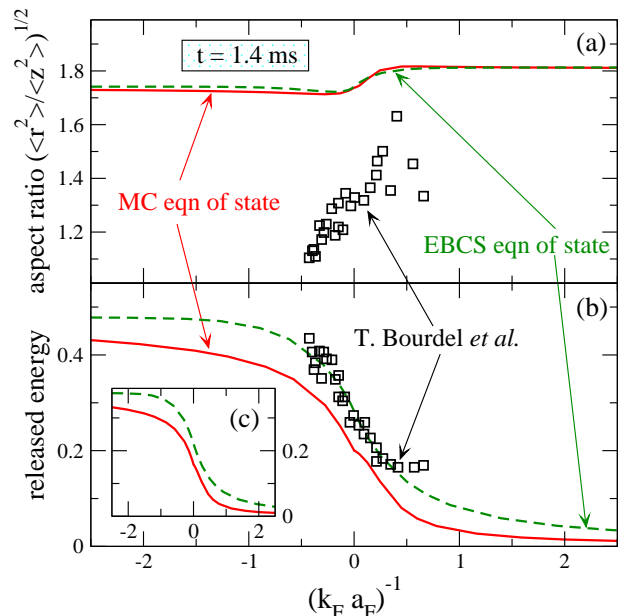 aspect ratio (<r²>/<z²>)^1/2
1.8
1.6
1.4
1.2
t = 1.4 ms
(a)
MC eqn of state
EBCS eqn of state
T. Bourdel et al.
released energy
0.4
0.2
0
(b)
(c)
0.2
0
-2
0
2
-2
-1
0
1
2
(k_F a_F)^-1